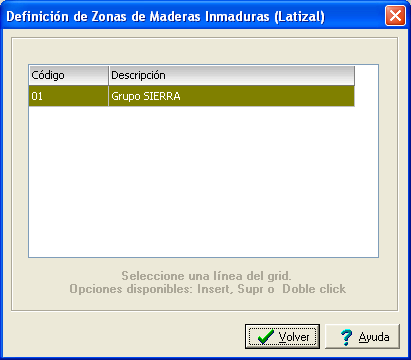 Definición de Zonas de Maderas Inmaduras (Latizal)
Código Descripción
01 Grupo SIERRA
Seleccione una línea del grid.
Opciones disponibles: Insert, Supr o Doble click
Volver ? Ayuda